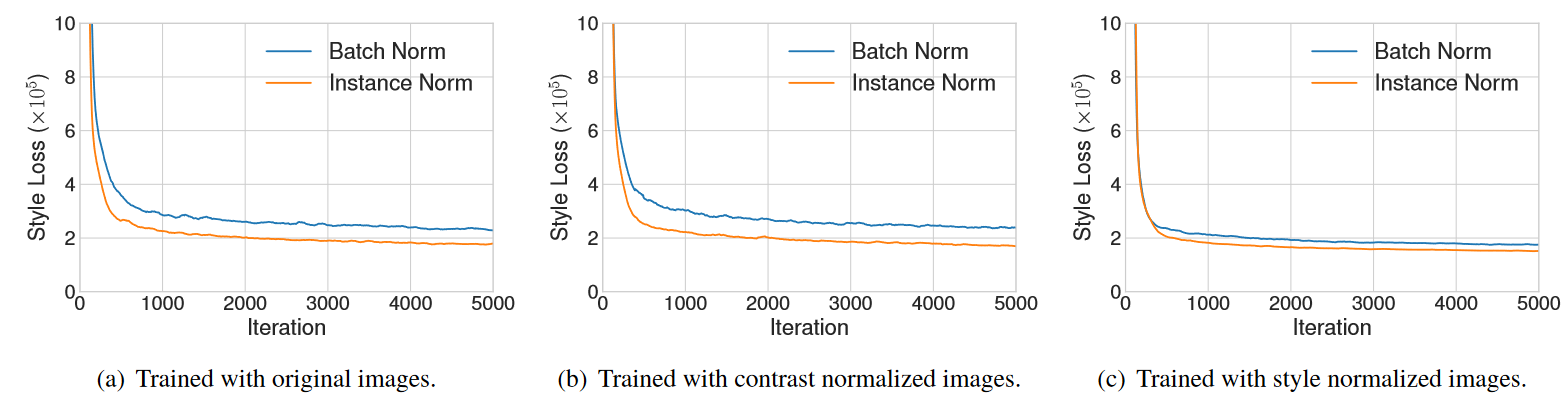 10
8
6
4
2
0
Style Loss (×10⁵)
Batch Norm
Instance Norm
0 1000 2000 3000 4000 5000
Iteration
(a) Trained with original images.
10
8
6
4
2
0
Style Loss (×10⁵)
Batch Norm
Instance Norm
0 1000 2000 3000 4000 5000
Iteration
(b) Trained with contrast normalized images.
10
8
6
4
2
0
Style Loss (×10⁵)
Batch Norm
Instance Norm
0 1000 2000 3000 4000 5000
Iteration
(c) Trained with style normalized images.